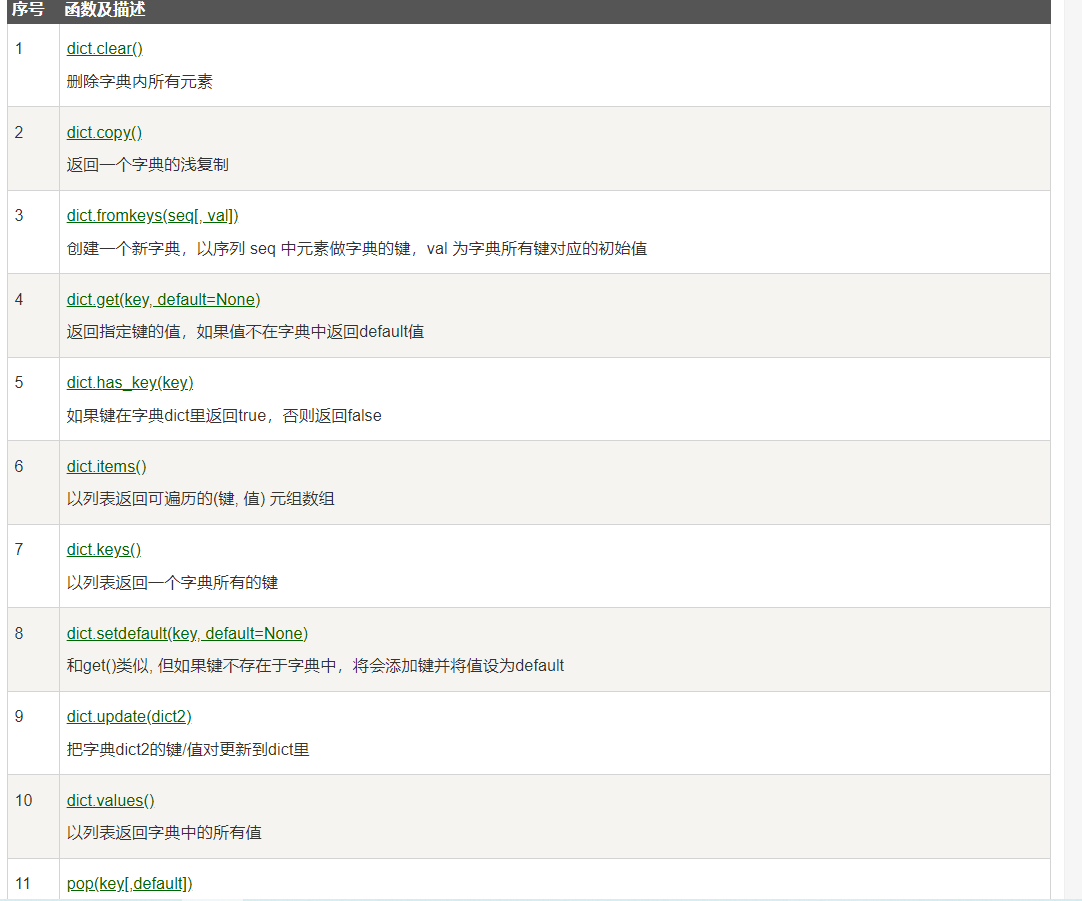 序号 函数及描述
1 dict.clear()
删除字典内所有元素
2 dict.copy()
返回一个字典的浅复制
3 dict.fromkeys(seq[, val])
创建一个新字典，以序列 seq 中元素做字典的键，val 为字典所有键对应的初始值
4 dict.get(key, default=None)
返回指定键的值，如果值不在字典中返回default值
5 dict.has_key(key)
如果键在字典dict里返回true，否则返回false
6 dict.items()
以列表返回可遍历的(键, 值) 元组数组
7 dict.keys()
以列表返回一个字典所有的键
8 dict.setdefault(key, default=None)
和get()类似, 但如果键不存在于字典中，将会添加键并将值设为default
9 dict.update(dict2)
把字典dict2的键/值对更新到dict里
10 dict.values()
以列表返回字典中的所有值
11 pop(key[,default])